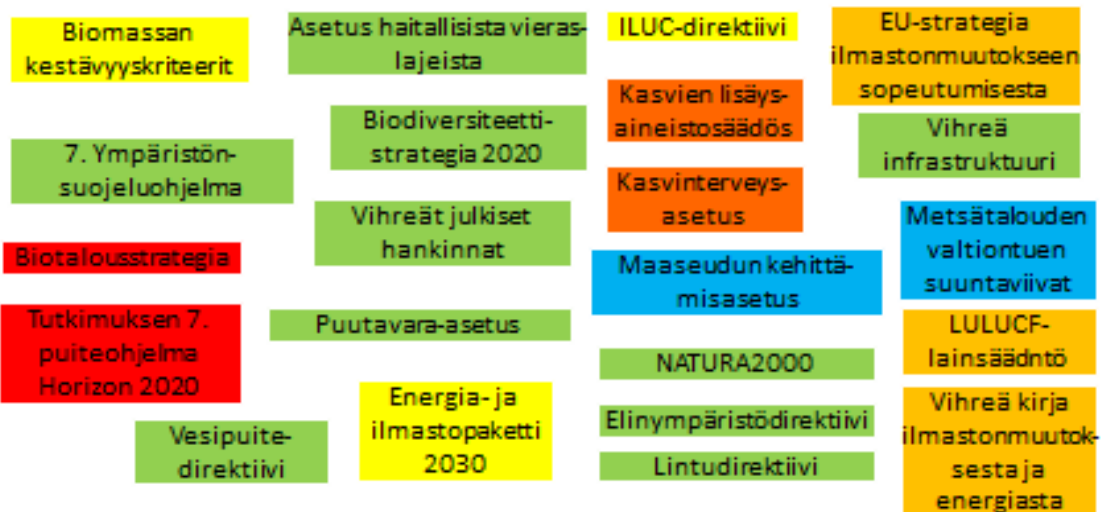 Biomassan
kestävyyskriteerit
Asetus haitallisista vieras-
lajeista
ILUC-direktiivi
EU-strategia
ilmastonmuutokseen
sopeutumisesta
Kasvien lisäys-
aineistosäädös
Biodiversiteetti-
strategia 2020
Vihreä
infrastruktuuri
7. Ympäristön-
suojeluohjelma
Kasvinterveys-
asetus
Vihreät julkiset
hankinnat
Metsätalouden
valtiontuen
suuntaviivat
Biotalousstrategia
Maaseudun kehittä-
misasetus
Tutkimuksen 7.
puiteohjelma
Horizon 2020
Puutavara-asetus
LULUCF-
lainsäädntö
NATURA2000
Energia- ja
ilmastopaketti
2030
Vihreä kirja
ilmastonmuutok-
sesta ja
energiasta
Elinympäristödirektiivi
Vesipuite-
direktiivi
Lintudirektiivi